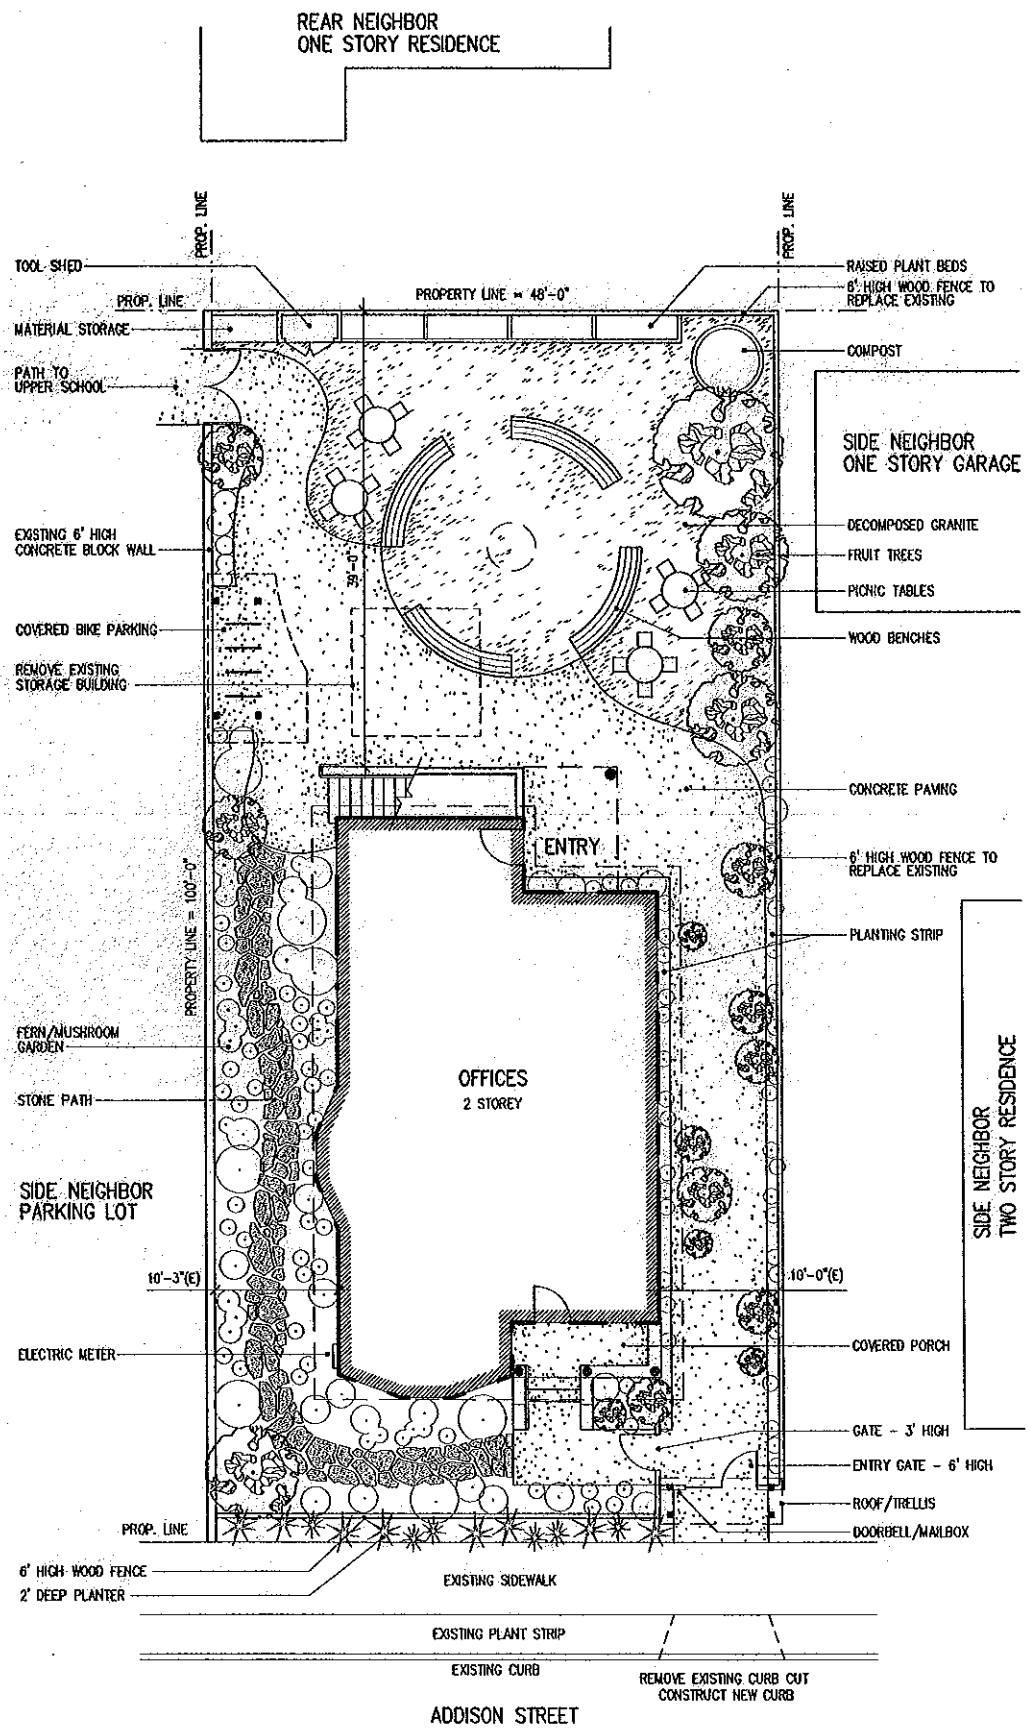 REAR NEIGHBOR
ONE STORY RESIDENCE
PROP. LINE
PROP. LINE
TOOL SHED
PROP. LINE
PROPERTY LINE = 48'-0"
RAISED PLANT BEDS
6' HIGH WOOD FENCE TO
REPLACE EXISTING
MATERIAL STORAGE
COMPOST
PATH TO
UPPER SCHOOL
SIDE NEIGHBOR
ONE STORY GARAGE
EXISTING 6' HIGH
CONCRETE BLOCK WALL
DECOMPOSED GRANITE
FRUIT TREES
39'-0"
PICNIC TABLES
COVERED BIKE PARKING
WOOD BENCHES
REMOVE EXISTING
STORAGE BUILDING
CONCRETE PAVING
ENTRY
6' HIGH WOOD FENCE TO
REPLACE EXISTING
PROPERTY LINE = 100'-0"
PLANTING STRIP
FERN/MUSHROOM
GARDEN
OFFICES
2 STOREY
STONE PATH
SIDE NEIGHBOR
TWO STORY RESIDENCE
SIDE NEIGHBOR
PARKING LOT
10'-3"(E)
10'-0"(E)
ELECTRIC METER
COVERED PORCH
GATE - 3' HIGH
ENTRY GATE - 6' HIGH
ROOF/TRELLIS
PROP. LINE
DOORBELL/MAILBOX
6' HIGH WOOD FENCE
2' DEEP PLANTER
EXISTING SIDEWALK
EXISTING PLANT STRIP
EXISTING CURB
REMOVE EXISTING CURB CUT
CONSTRUCT NEW CURB
ADDISON STREET